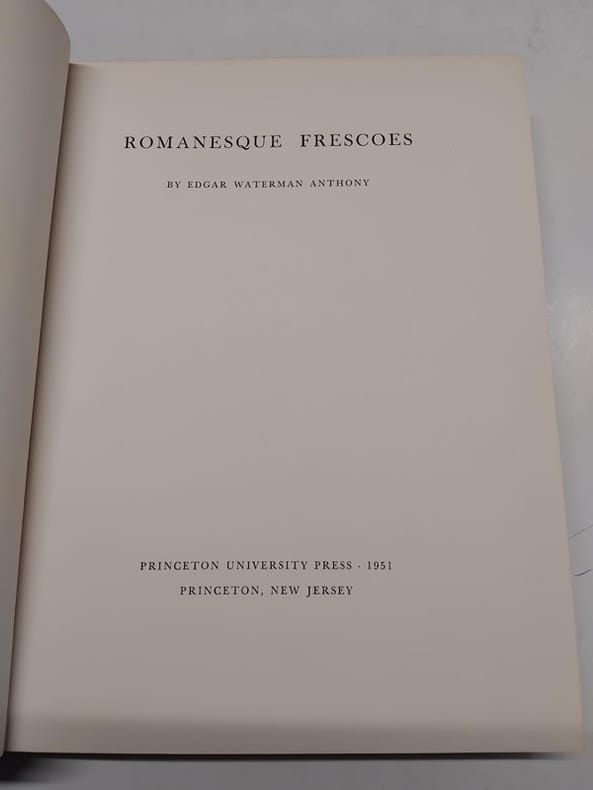 ROMANESQUE FRESCOES
BY EDGAR WATERMAN ANTHONY
PRINCETON UNIVERSITY PRESS · 1951
PRINCETON, NEW JERSEY